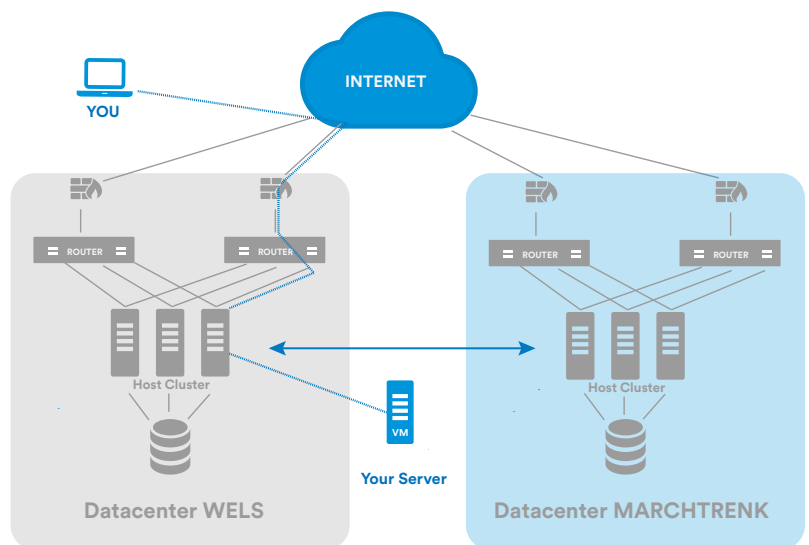 INTERNET
YOU
ROUTER
ROUTER
ROUTER
ROUTER
Host Cluster
Host Cluster
VM
Your Server
Datacenter WELS
Datacenter MARCHTRENK